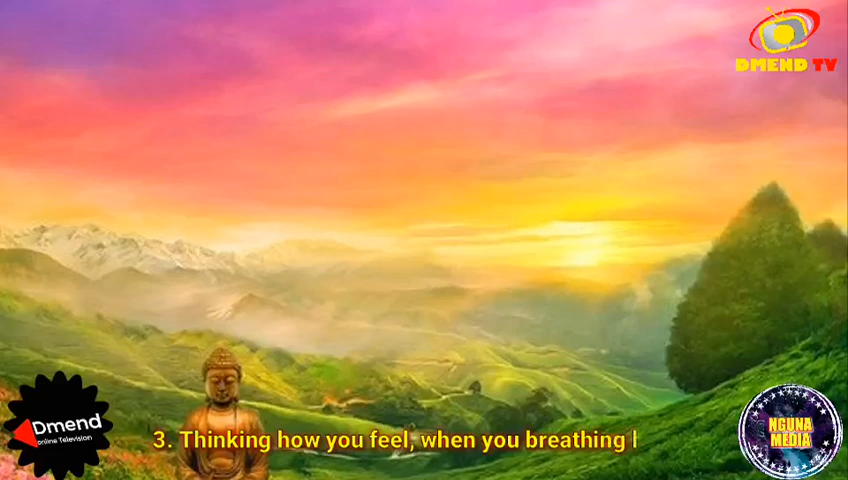 DMEND TV
Dmend
online Television
3. Thinking how you feel, when you breathing l
NGUNA
MEDIA